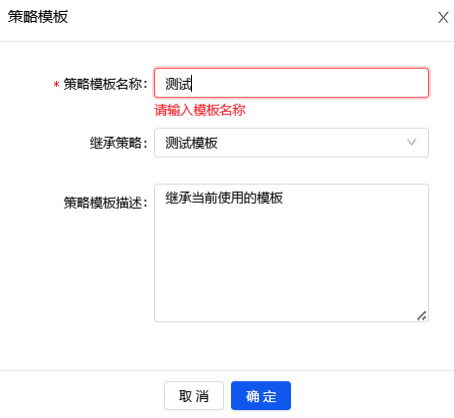 策略模板
* 策略模板名称： 测试
请输入模板名称
继承策略： 测试模板
策略模板描述： 继承当前使用的模板
取 消 确 定